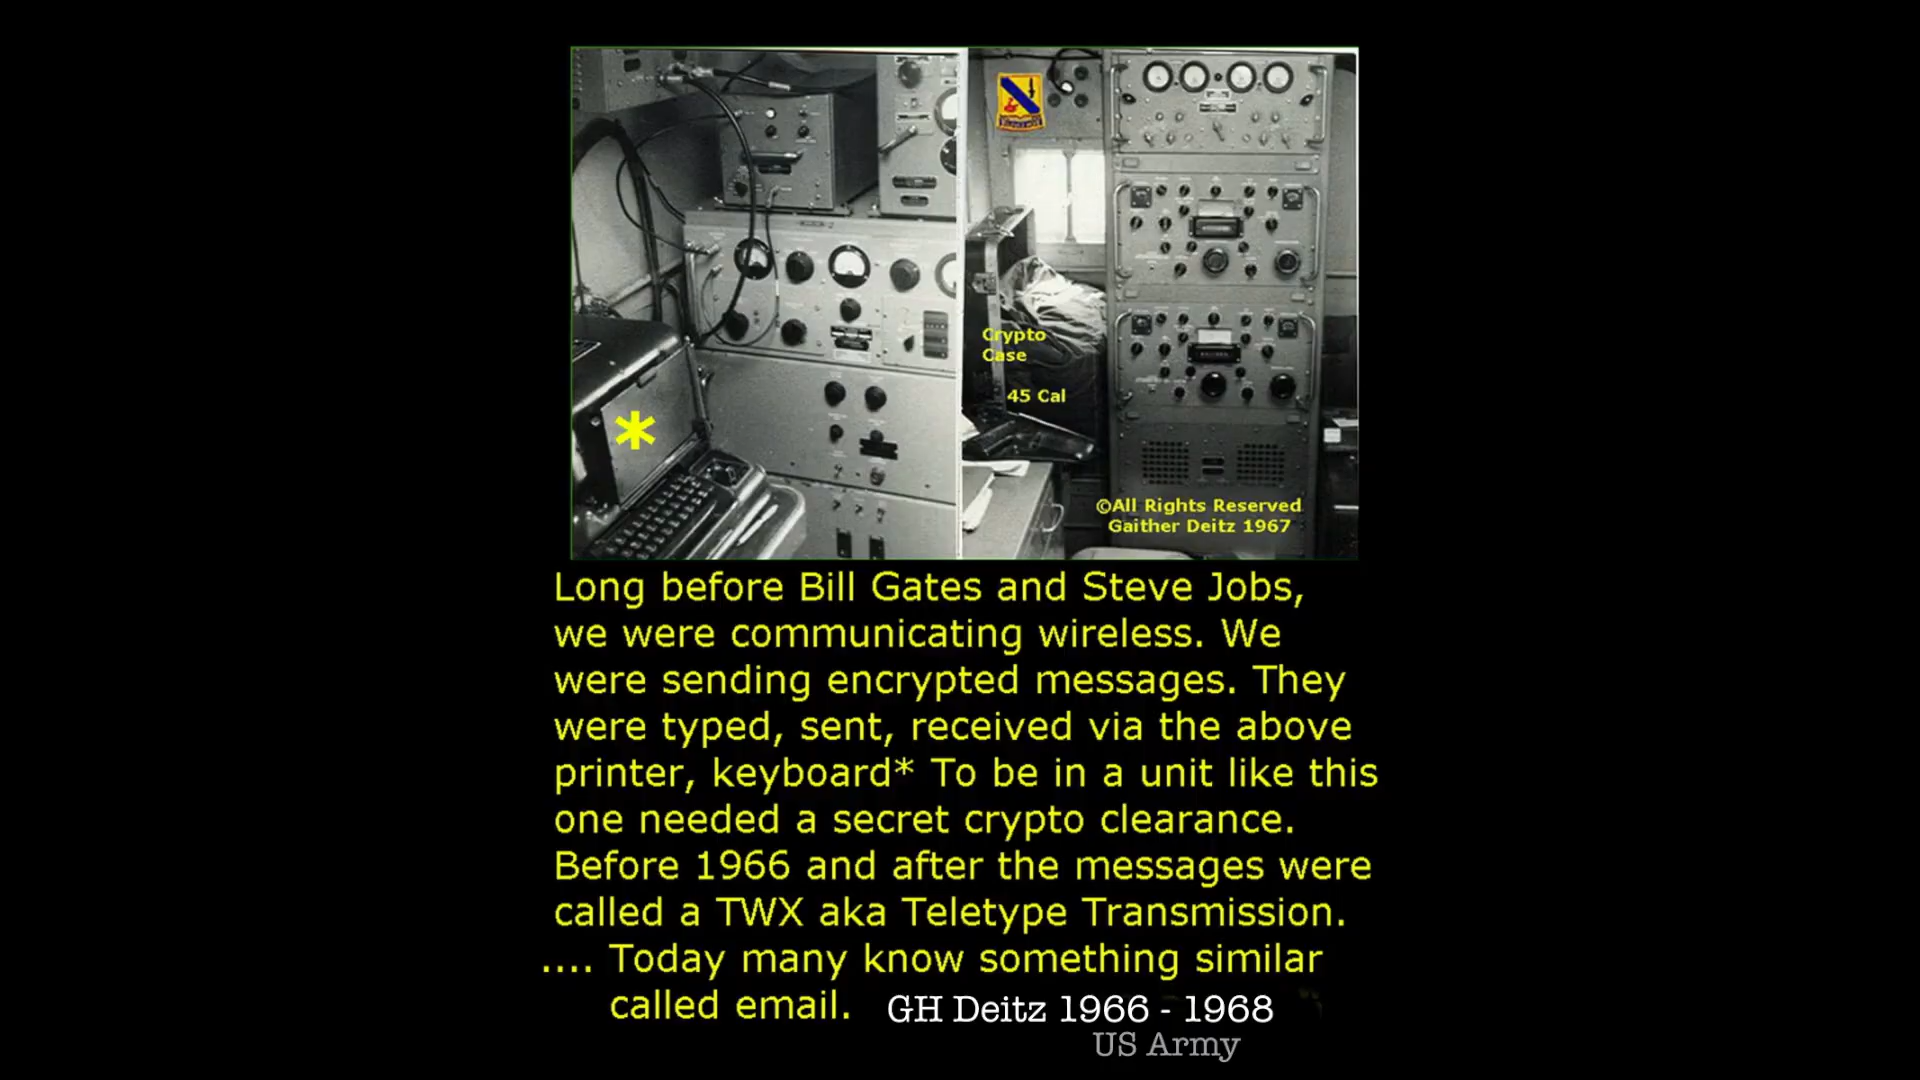 Crypto
Case
45 Cal
©All Rights Reserved
Gaither Deitz 1967
*
Long before Bill Gates and Steve Jobs,
we were communicating wireless. We
were sending encrypted messages. They
were typed, sent, received via the above
printer, keyboard* To be in a unit like this
one needed a secret crypto clearance.
Before 1966 and after the messages were
called a TWX aka Teletype Transmission.
.... Today many know something similar
called email. GH Deitz 1966 - 1968
US Army